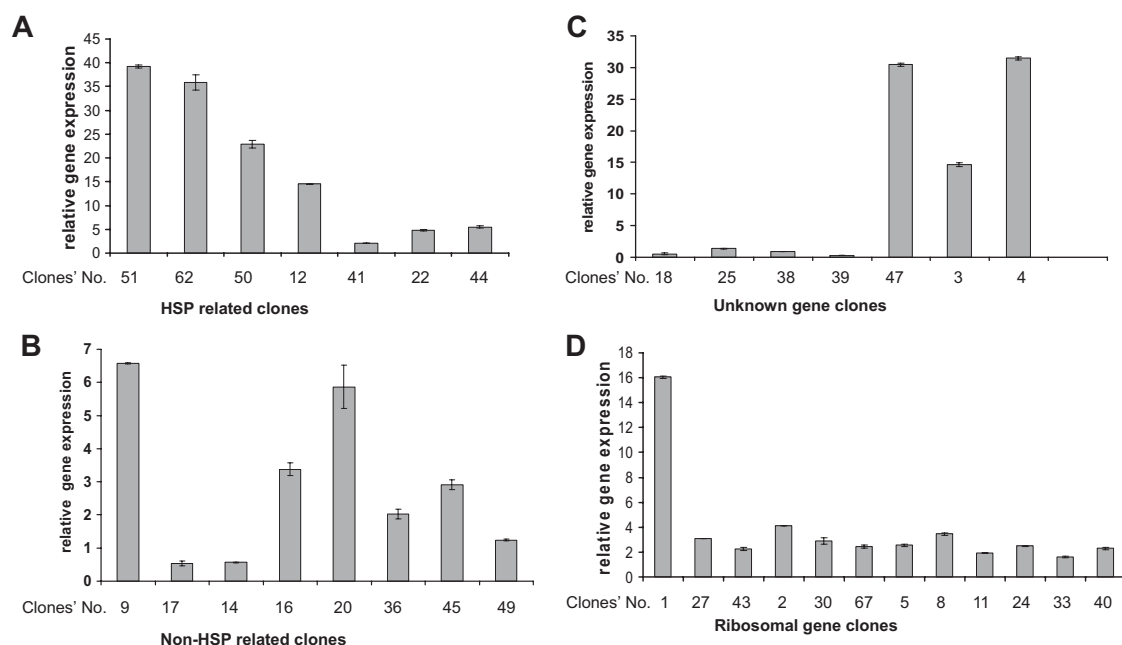 A
relative gene expression
45
40
35
30
25
20
15
10
5
0
Clones' No. 51 62 50 12 41 22 44
HSP related clones
B
relative gene expression
7
6
5
4
3
2
1
0
Clones' No. 9 17 14 16 20 36 45 49
Non-HSP related clones
C
relative gene expression
35
30
25
20
15
10
5
0
Clones' No. 18 25 38 39 47 3 4
Unknown gene clones
D
relative gene expression
18
16
14
12
10
8
6
4
2
0
Clones' No. 1 27 43 2 30 67 5 8 11 24 33 40
Ribosomal gene clones